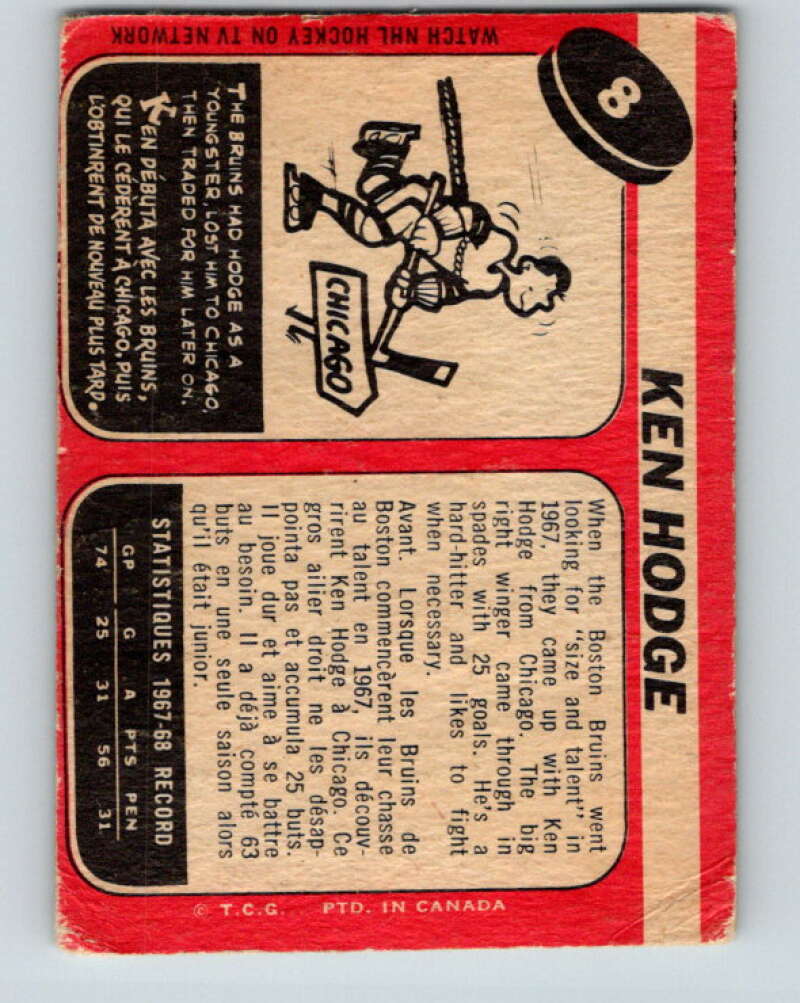 8
KEN HODGE
WATCH NHL HOCKEY ON TV NETWORK
CHICAGO
THE BRUINS HAD HODGE AS A
YOUNGSTER, LOST HIM TO CHICAGO,
THEN TRADED FOR HIM LATER ON.
KEN DÉBUTA AVEC LES BRUINS,
QUI LE CÉDÈRENT À CHICAGO, PUIS
L'OBTINRENT DE NOUVEAU PLUS TARD.
When the Boston Bruins went
looking for "size and talent" in
1967, they came up with Ken
Hodge from Chicago. The big
right winger came through in
spades with 25 goals. He's a
hard-hitter and likes to fight
when necessary.
Avant. Lorsque les Bruins de
Boston commencèrent leur chasse
au talent en 1967, ils découv-
rirent Ken Hodge à Chicago. Ce
gros ailier droit ne les désap-
pointa pas et accumula 25 buts.
Il joue dur et aime à se battre
au besoin. Il a déjà compté 63
buts en une seule saison alors
qu'il était junior.
STATISTIQUES 1967-68 RECORD
GP G A PTS PEN
74 25 31 56 31
© T.C.G. PTD. IN CANADA